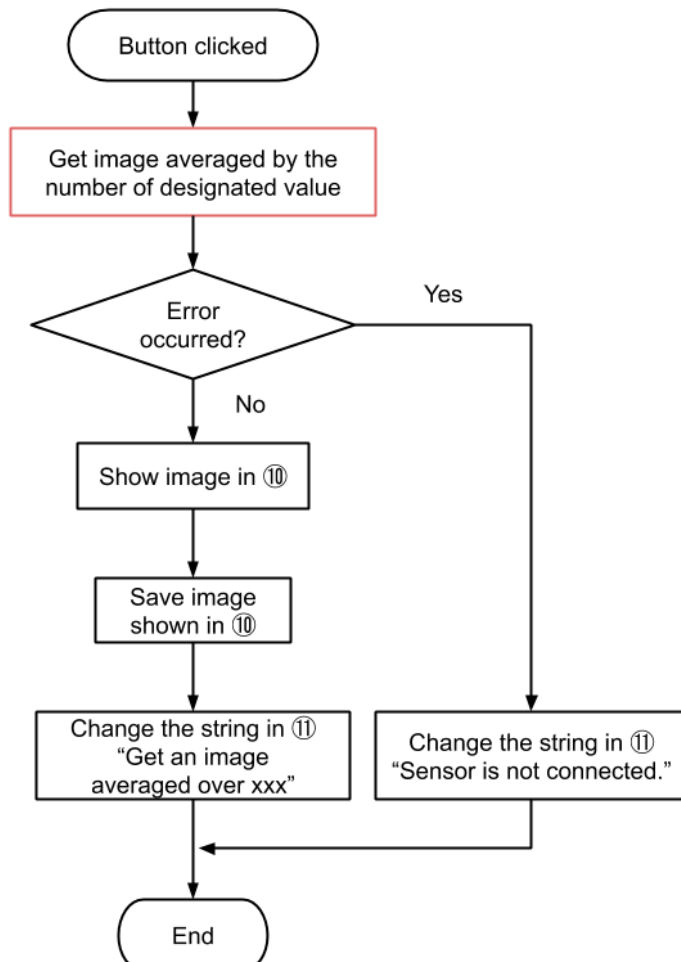 Button clicked
Get image averaged by the
number of designated value
Error
occurred?
Yes
No
Show image in ⑩
Save image
shown in ⑩
Change the string in ⑪
“Get an image
averaged over xxx”
Change the string in ⑪
“Sensor is not connected.”
End